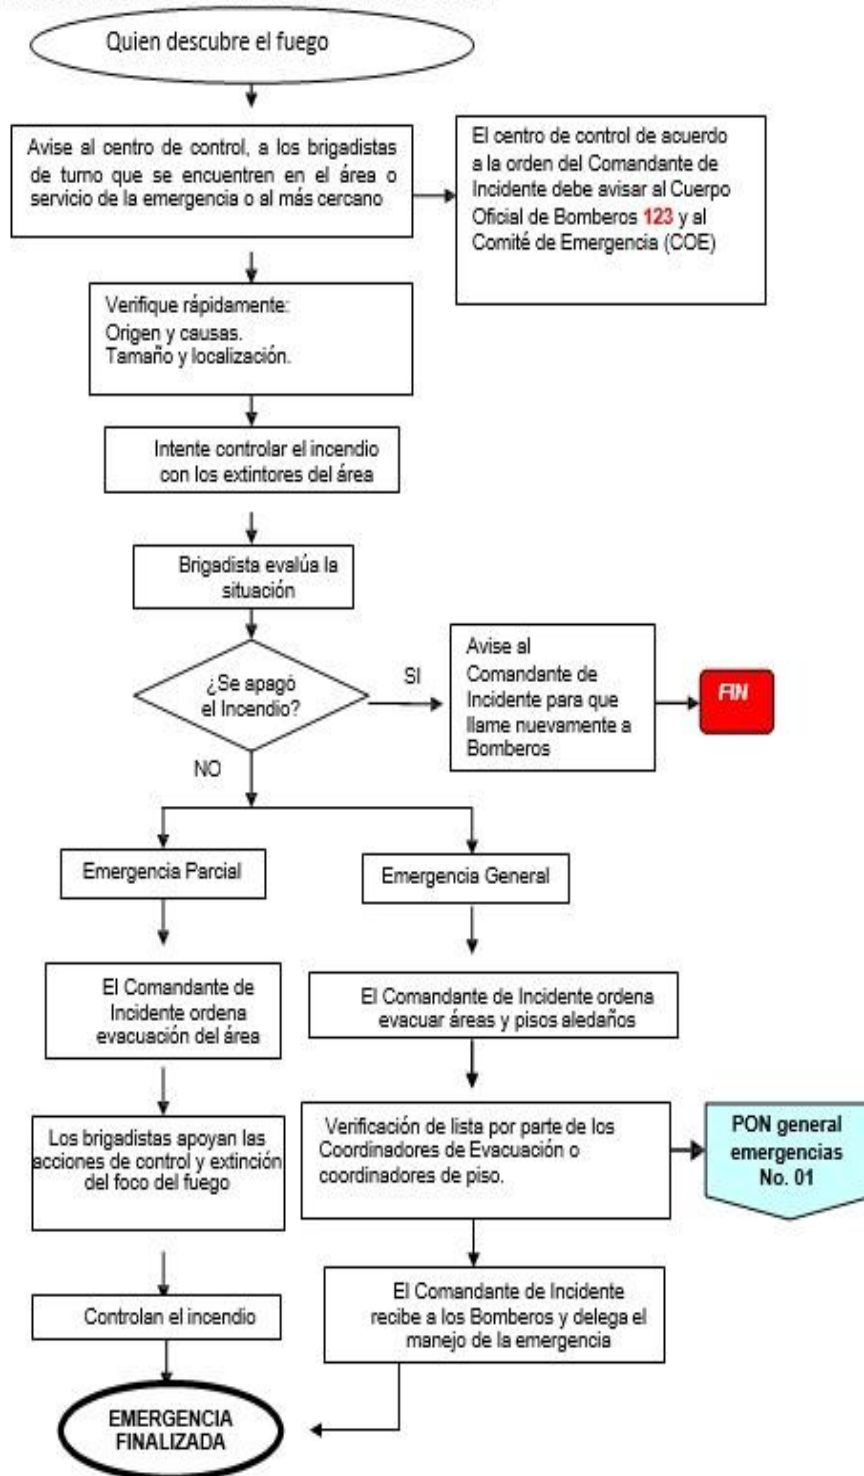 Quien descubre el fuego
Avise al centro de control, a los brigadistas
de turno que se encuentren en el área o
servicio de la emergencia o al más cercano
El centro de control de acuerdo
a la orden del Comandante de
Incidente debe avisar al Cuerpo
Oficial de Bomberos 123 y al
Comité de Emergencia (COE)
Verifique rápidamente:
Origen y causas.
Tamaño y localización.
Intente controlar el incendio
con los extintores del área
Brigadista evalúa la
situación
¿Se apagó
el Incendio?
SI
Avise al
Comandante de
Incidente para que
llame nuevamente a
Bomberos
FIN
NO
Emergencia Parcial
Emergencia General
El Comandante de
Incidente ordena
evacuación del área
El Comandante de Incidente ordena
evacuar áreas y pisos aledaños
Los brigadistas apoyan las
acciones de control y extinción
del foco del fuego
Verificación de lista por parte de los
Coordinadores de Evacuación o
coordinadores de piso.
PON general
emergencias
No. 01
Controlan el incendio
El Comandante de Incidente
recibe a los Bomberos y delega el
manejo de la emergencia
EMERGENCIA
FINALIZADA